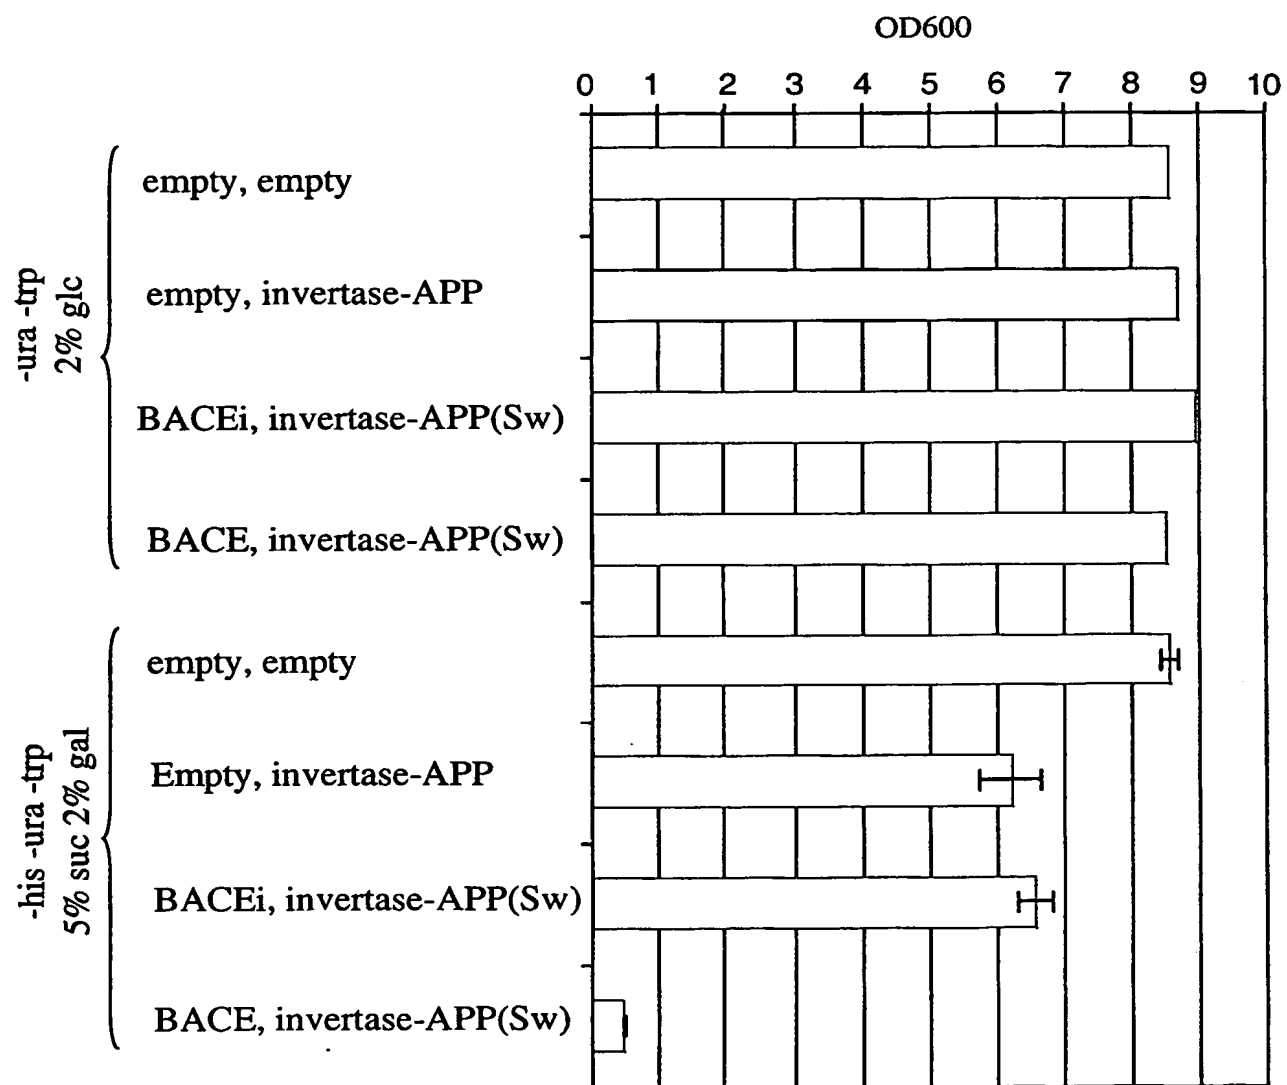 OD600
0 1 2 3 4 5 6 7 8 9 10
-ura -trp
2% glc
empty, empty
empty, invertase-APP
BACEi, invertase-APP(Sw)
BACE, invertase-APP(Sw)
-his -ura -trp
5% suc 2% gal
empty, empty
Empty, invertase-APP
BACEi, invertase-APP(Sw)
BACE, invertase-APP(Sw)